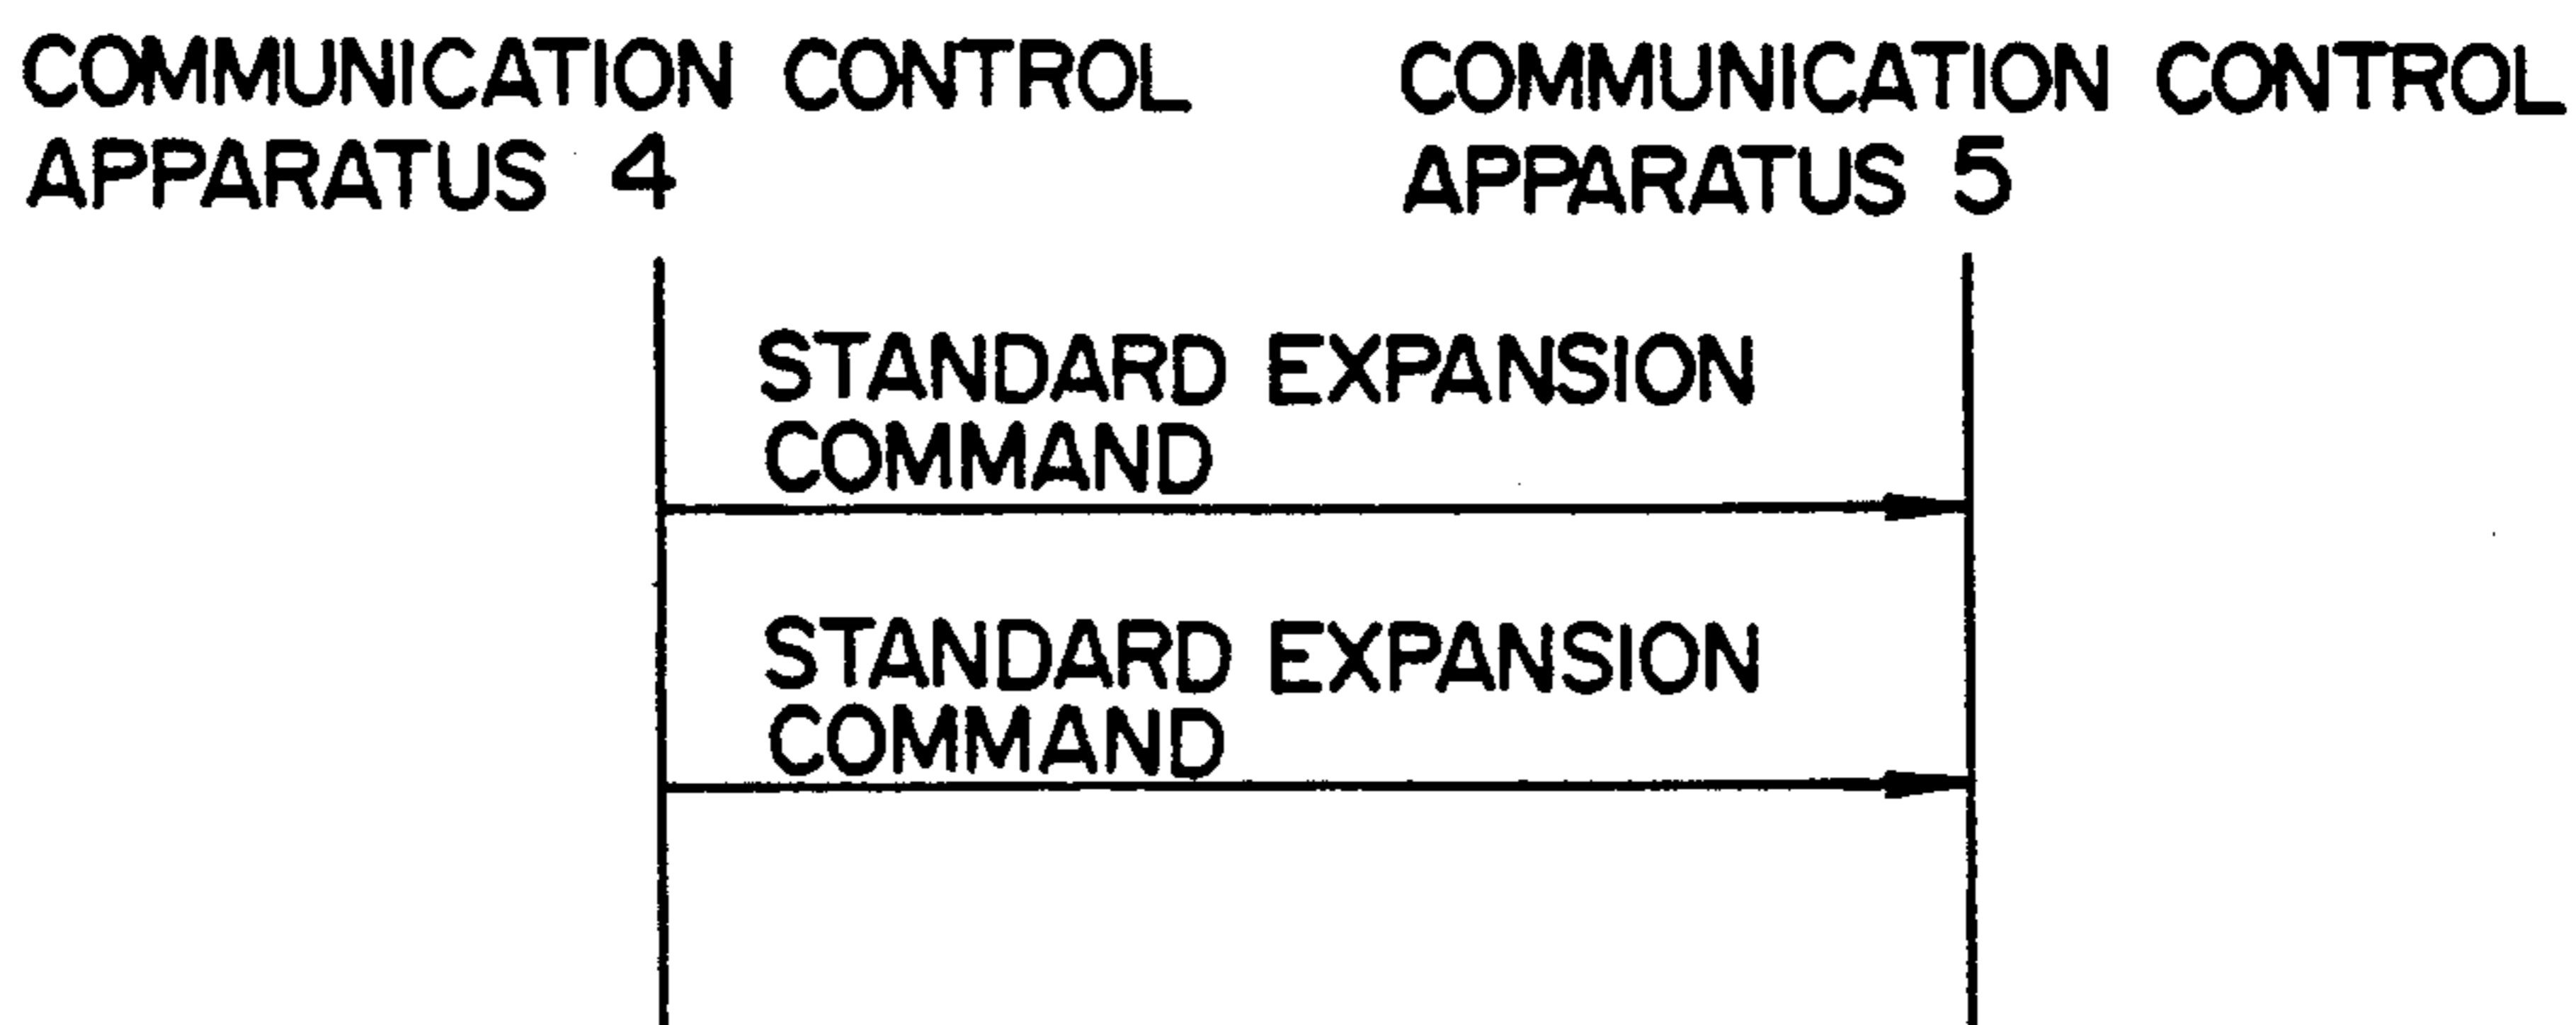 COMMUNICATION CONTROL
APPARATUS 4
COMMUNICATION CONTROL
APPARATUS 5
STANDARD EXPANSION
COMMAND
STANDARD EXPANSION
COMMAND